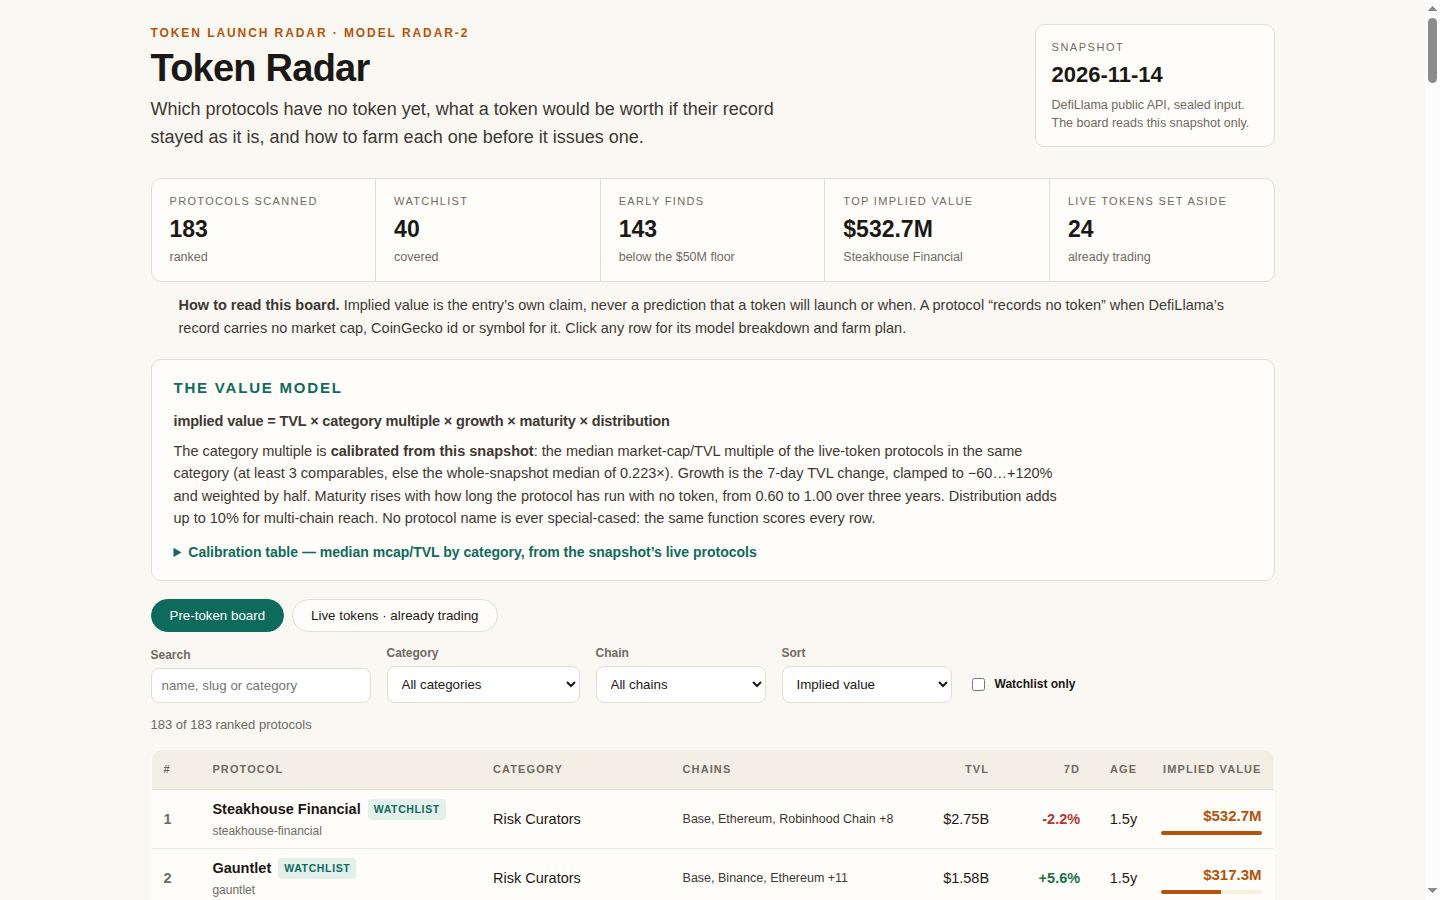 TOKEN LAUNCH RADAR · MODEL RADAR-2
Token Radar
Which protocols have no token yet, what a token would be worth if their record
stayed as it is, and how to farm each one before it issues one.
SNAPSHOT
2026-11-14
DefiLlama public API, sealed input.
The board reads this snapshot only.
PROTOCOLS SCANNED
183
ranked
WATCHLIST
40
covered
EARLY FINDS
143
below the $50M floor
TOP IMPLIED VALUE
$532.7M
Steakhouse Financial
LIVE TOKENS SET ASIDE
24
already trading
How to read this board. Implied value is the entry’s own claim, never a prediction that a token will launch or when. A protocol “records no token” when DefiLlama’s
record carries no market cap, CoinGecko id or symbol for it. Click any row for its model breakdown and farm plan.
THE VALUE MODEL
implied value = TVL × category multiple × growth × maturity × distribution
The category multiple is calibrated from this snapshot: the median market-cap/TVL multiple of the live-token protocols in the same
category (at least 3 comparables, else the whole-snapshot median of 0.223×). Growth is the 7-day TVL change, clamped to −60…+120%
and weighted by half. Maturity rises with how long the protocol has run with no token, from 0.60 to 1.00 over three years. Distribution adds
up to 10% for multi-chain reach. No protocol name is ever special-cased: the same function scores every row.
▶ Calibration table — median mcap/TVL by category, from the snapshot’s live protocols
Pre-token board
Live tokens · already trading
Search
name, slug or category
Category
All categories
Chain
All chains
Sort
Implied value
Watchlist only
183 of 183 ranked protocols
# PROTOCOL CATEGORY CHAINS TVL 7D AGE IMPLIED VALUE
1 Steakhouse Financial WATCHLIST Risk Curators Base, Ethereum, Robinhood Chain +8 $2.75B -2.2% 1.5y $532.7M
steakhouse-financial
2 Gauntlet WATCHLIST Risk Curators Base, Binance, Ethereum +11 $1.58B +5.6% 1.5y $317.3M
gauntlet